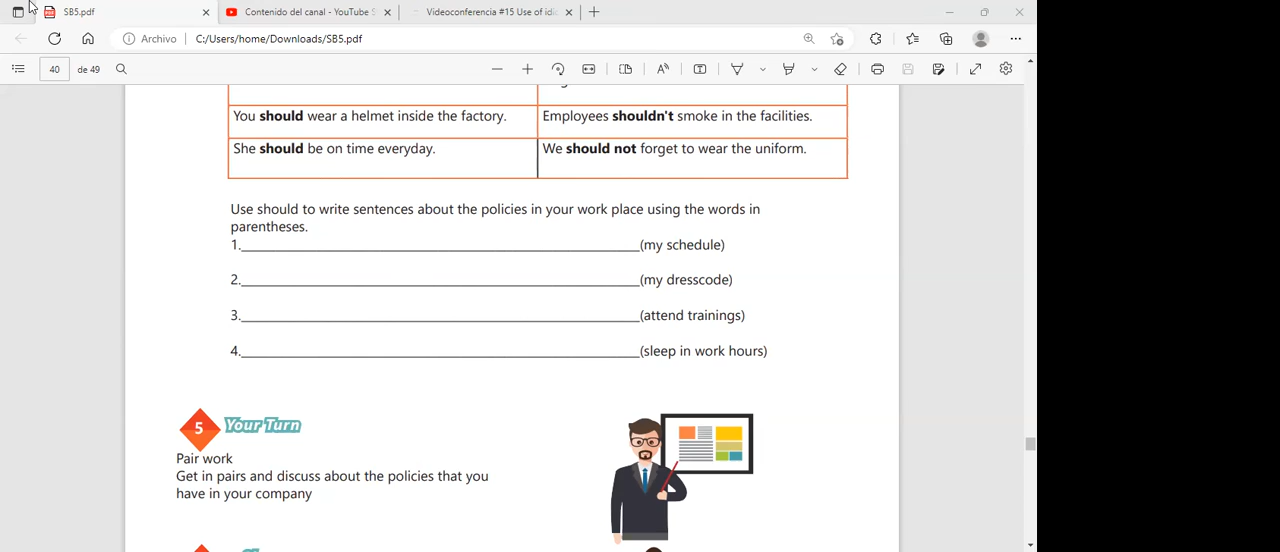 SB5.pdf
Contenido del canal - YouTube S
Videoconferencia #15 Use of idio
Archivo
C:/Users/home/Downloads/SB5.pdf
40
de 49
You should wear a helmet inside the factory.
Employees shouldn't smoke in the facilities.
She should be on time everyday.
We should not forget to wear the uniform.
Use should to write sentences about the policies in your work place using the words in
parentheses.
1.__________________________________________________(my schedule)
2.__________________________________________________(my dresscode)
3.__________________________________________________(attend trainings)
4.__________________________________________________(sleep in work hours)
5
Your Turn
Pair work
Get in pairs and discuss about the policies that you
have in your company